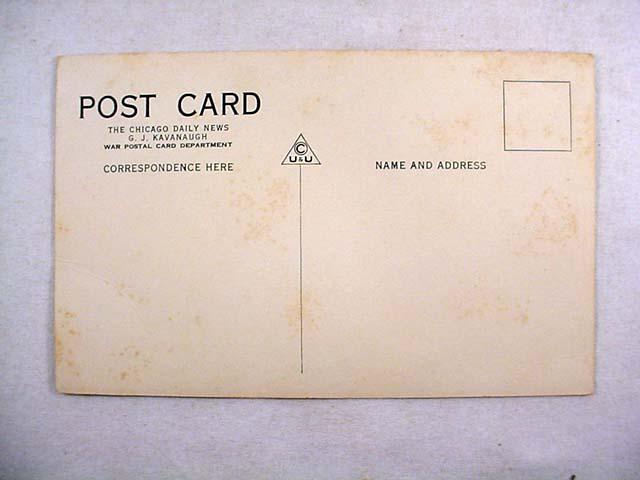 POST CARD
THE CHICAGO DAILY NEWS
G. J. KAVANAUGH
WAR POSTAL CARD DEPARTMENT
CORRESPONDENCE HERE
C
U & U
NAME AND ADDRESS